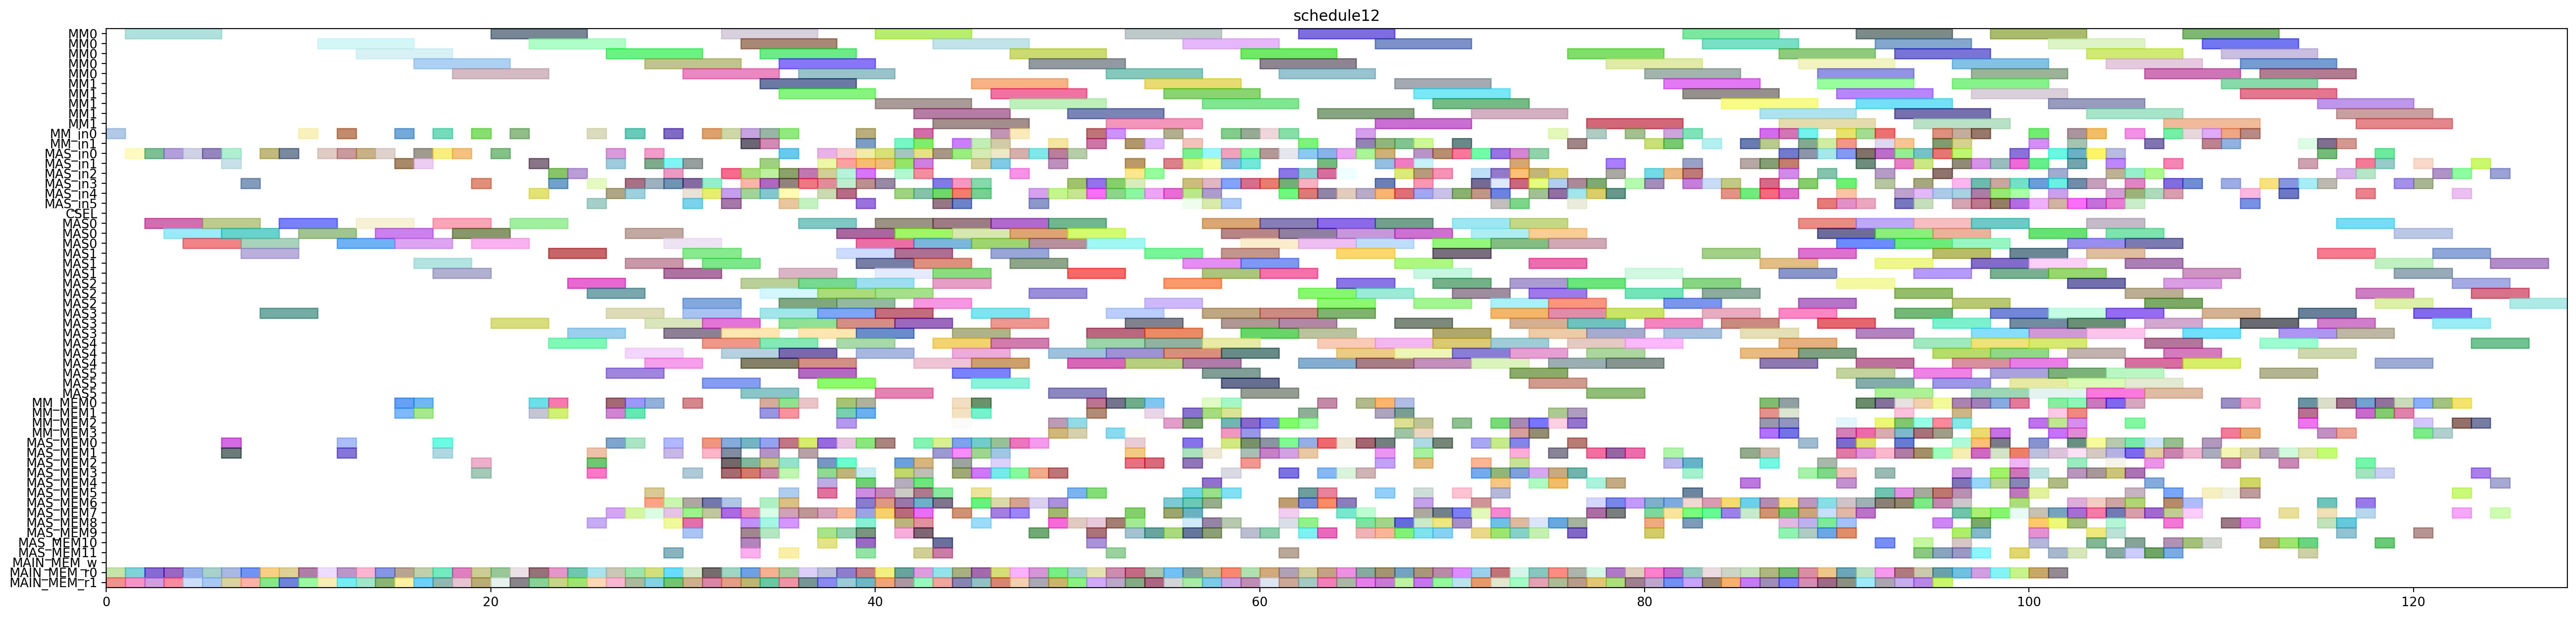 schedule12
MM0
MM0
MM0
MM0
MM0
MM1
MM1
MM1
MM1
MM1
MM_in0
MM_in1
MAS_in0
MAS_in1
MAS_in2
MAS_in3
MAS_in4
MAS_in5
CSEL
MAS0
MAS0
MAS0
MAS1
MAS1
MAS1
MAS2
MAS2
MAS2
MAS3
MAS3
MAS3
MAS4
MAS4
MAS4
MAS5
MAS5
MAS5
MM_MEM0
MM_MEM1
MM_MEM2
MM_MEM3
MAS_MEM0
MAS_MEM1
MAS_MEM2
MAS_MEM3
MAS_MEM4
MAS_MEM5
MAS_MEM6
MAS_MEM7
MAS_MEM8
MAS_MEM9
MAS_MEM10
MAS_MEM11
MAIN_MEM_w
MAIN_MEM_r0
MAIN_MEM_r1
0 20 40 60 80 100 120